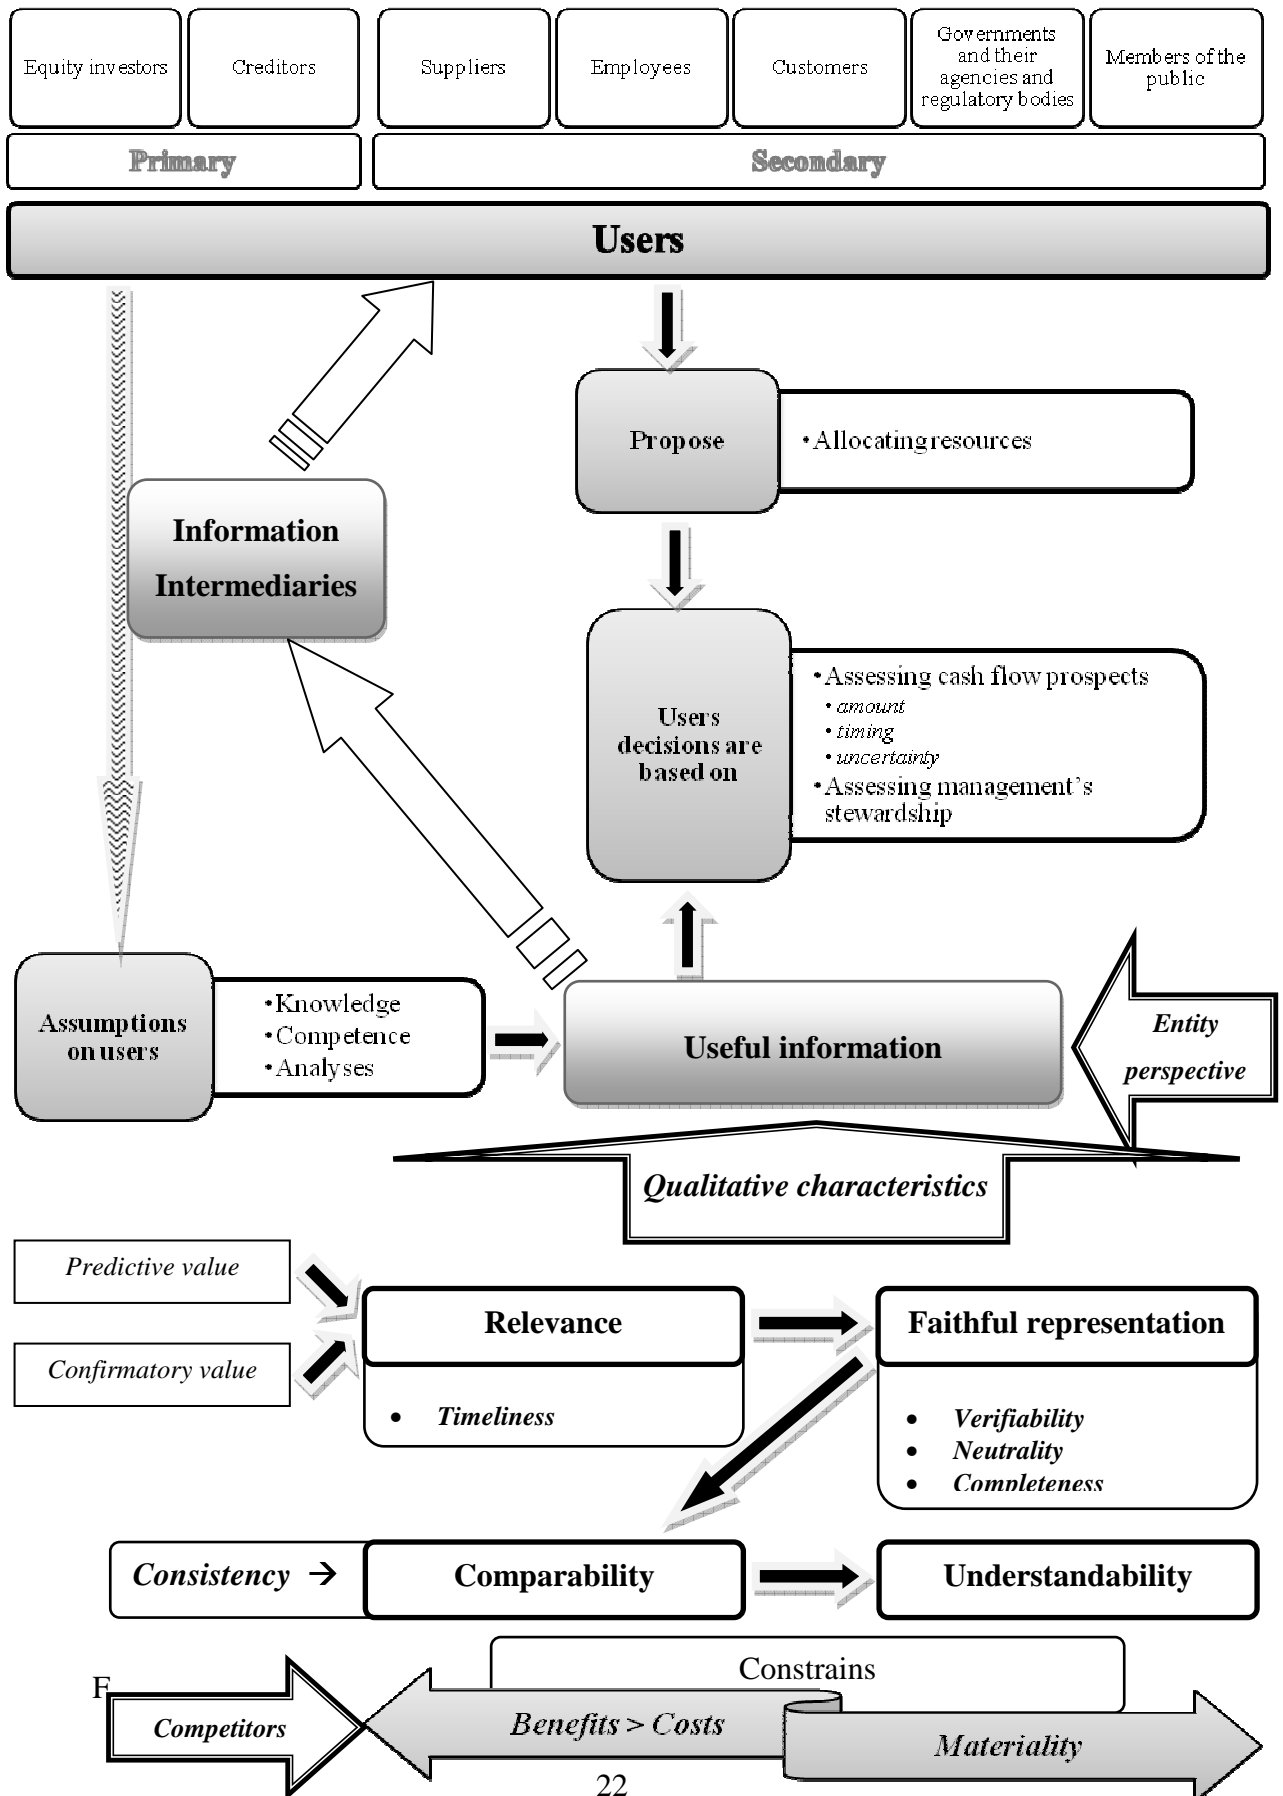 Equity investors
Creditors
Suppliers
Employees
Customers
Governments
and their
agencies and
regulatory bodies
Members of the
public
Primary
Secondary
Users
Propose
•Allocating resources
Information
Intermediaries
Users
decisions are
based on
•Assessing cash flow prospects
• amount
• timing
• uncertainty
•Assessing management's
stewardship
Assumptions
on users
•Knowledge
•Competence
•Analyses
Useful information
Entity
perspective
Qualitative characteristics
Predictive value
Confirmatory value
Relevance
• Timeliness
Faithful representation
• Verifiability
• Neutrality
• Completeness
Consistency →
Comparability
Understandability
Constrains
F
Competitors
Benefits > Costs
Materiality
22